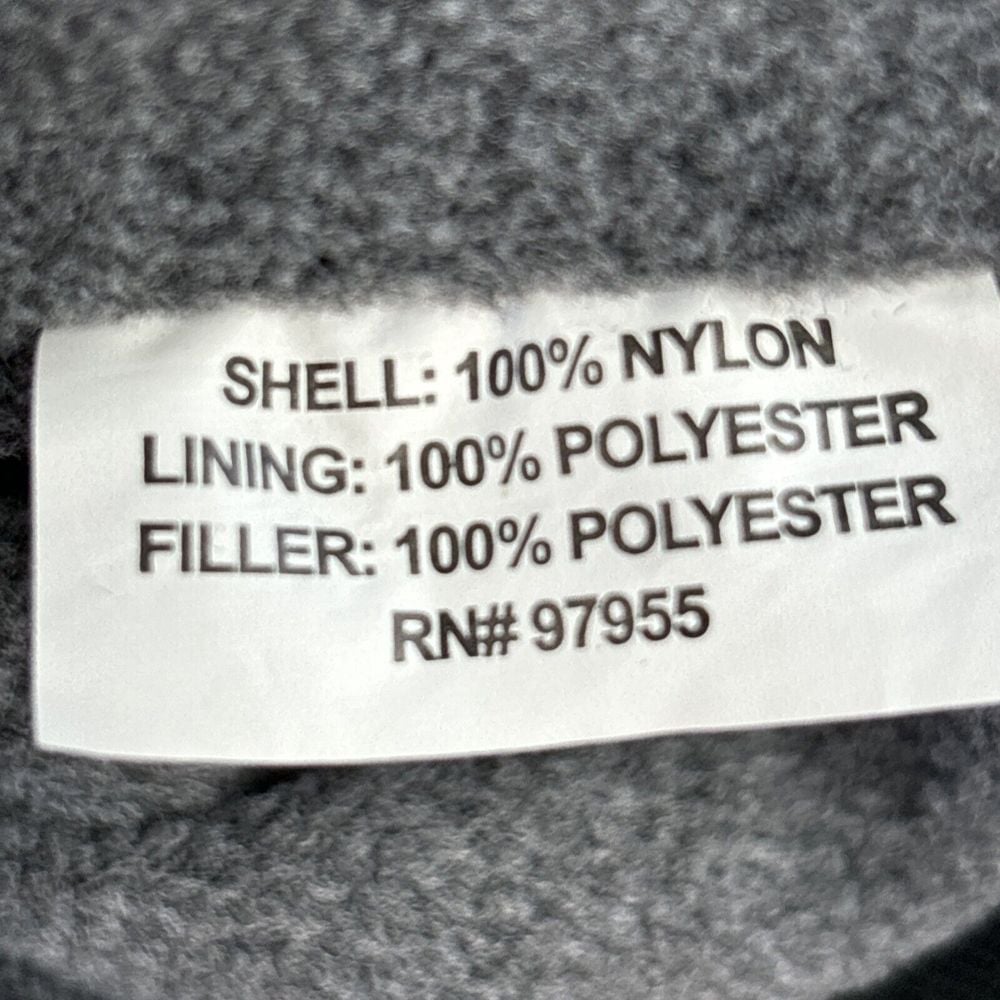 SHELL: 100% NYLON
LINING: 100% POLYESTER
FILLER: 100% POLYESTER
RN# 97955